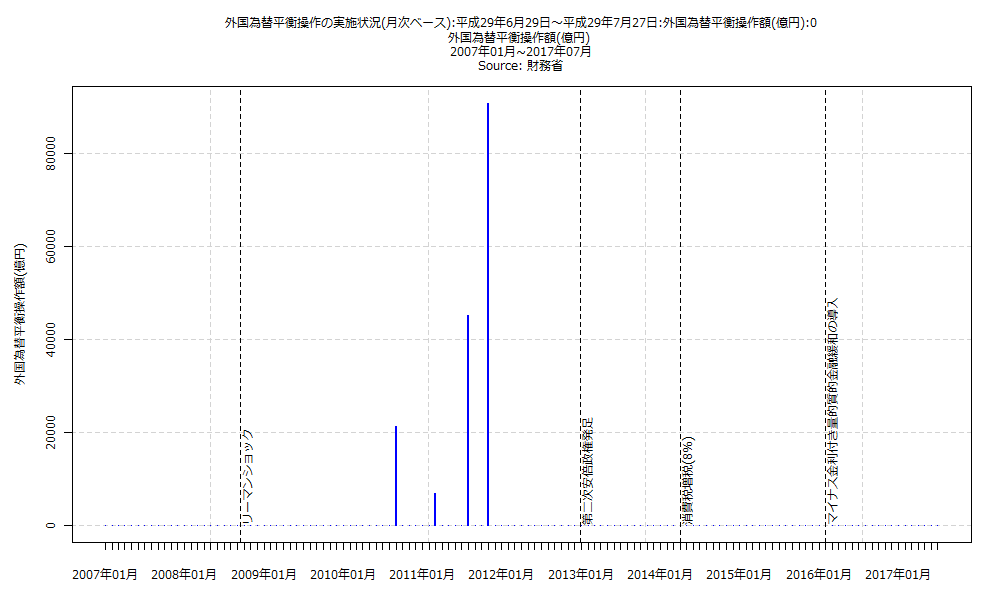 外国為替平衡操作の実施状況(月次ベース):平成29年6月29日～平成29年7月27日:外国為替平衡操作額(億円):0
外国為替平衡操作額(億円)
2007年01月~2017年07月
Source: 財務省
外国為替平衡操作額(億円)
80000
60000
40000
20000
0
リーマンショック
第二次安倍政権発足
消費税増税(8%)
マイナス金利付き量的質的金融緩和の導入
2007年01月 2008年01月 2009年01月 2010年01月 2011年01月 2012年01月 2013年01月 2014年01月 2015年01月 2016年01月 2017年01月